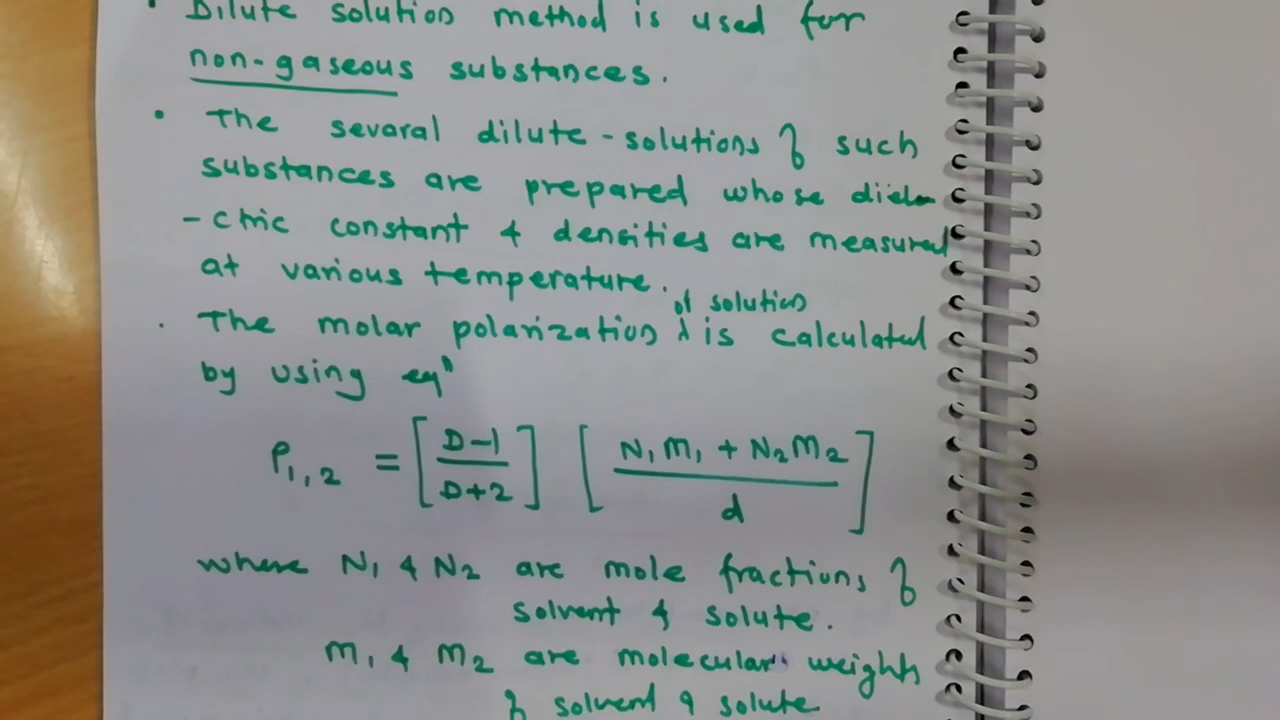 • Dilute solution method is used for
non-gaseous substances.
• The sevaral dilute-solutions of such
substances are prepared whose diele
-ctric constant & densities are measured
at various temperature.
of solution
• The molar polarization λ is calculated
by using eqn
P1,2 = [D-1/D+2] [N1M1 + N2M2/d]
where N1 & N2 are mole fractions of
solvent & solute.
M1 & M2 are molecular weights
of solvent & solute